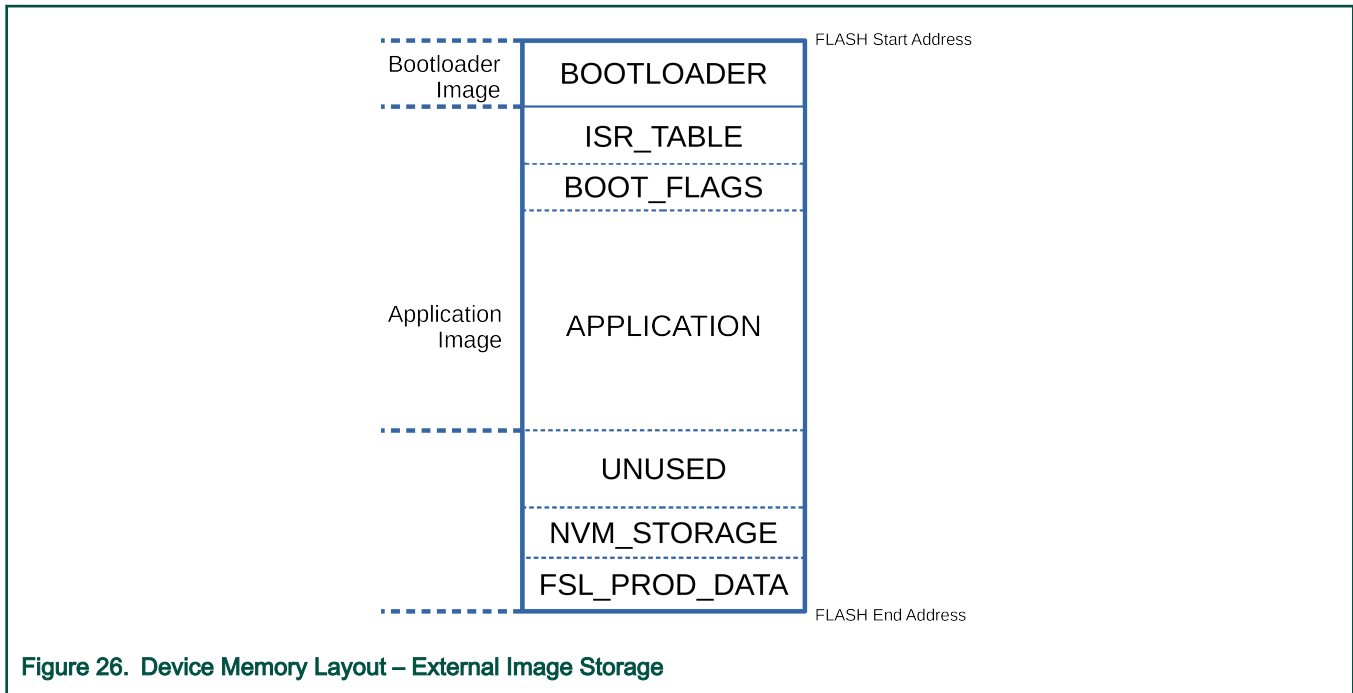 FLASH Start Address
Bootloader
Image
BOOTLOADER
ISR_TABLE
BOOT_FLAGS
Application
Image
APPLICATION
UNUSED
NVM_STORAGE
FSL_PROD_DATA
FLASH End Address
Figure 26. Device Memory Layout – External Image Storage